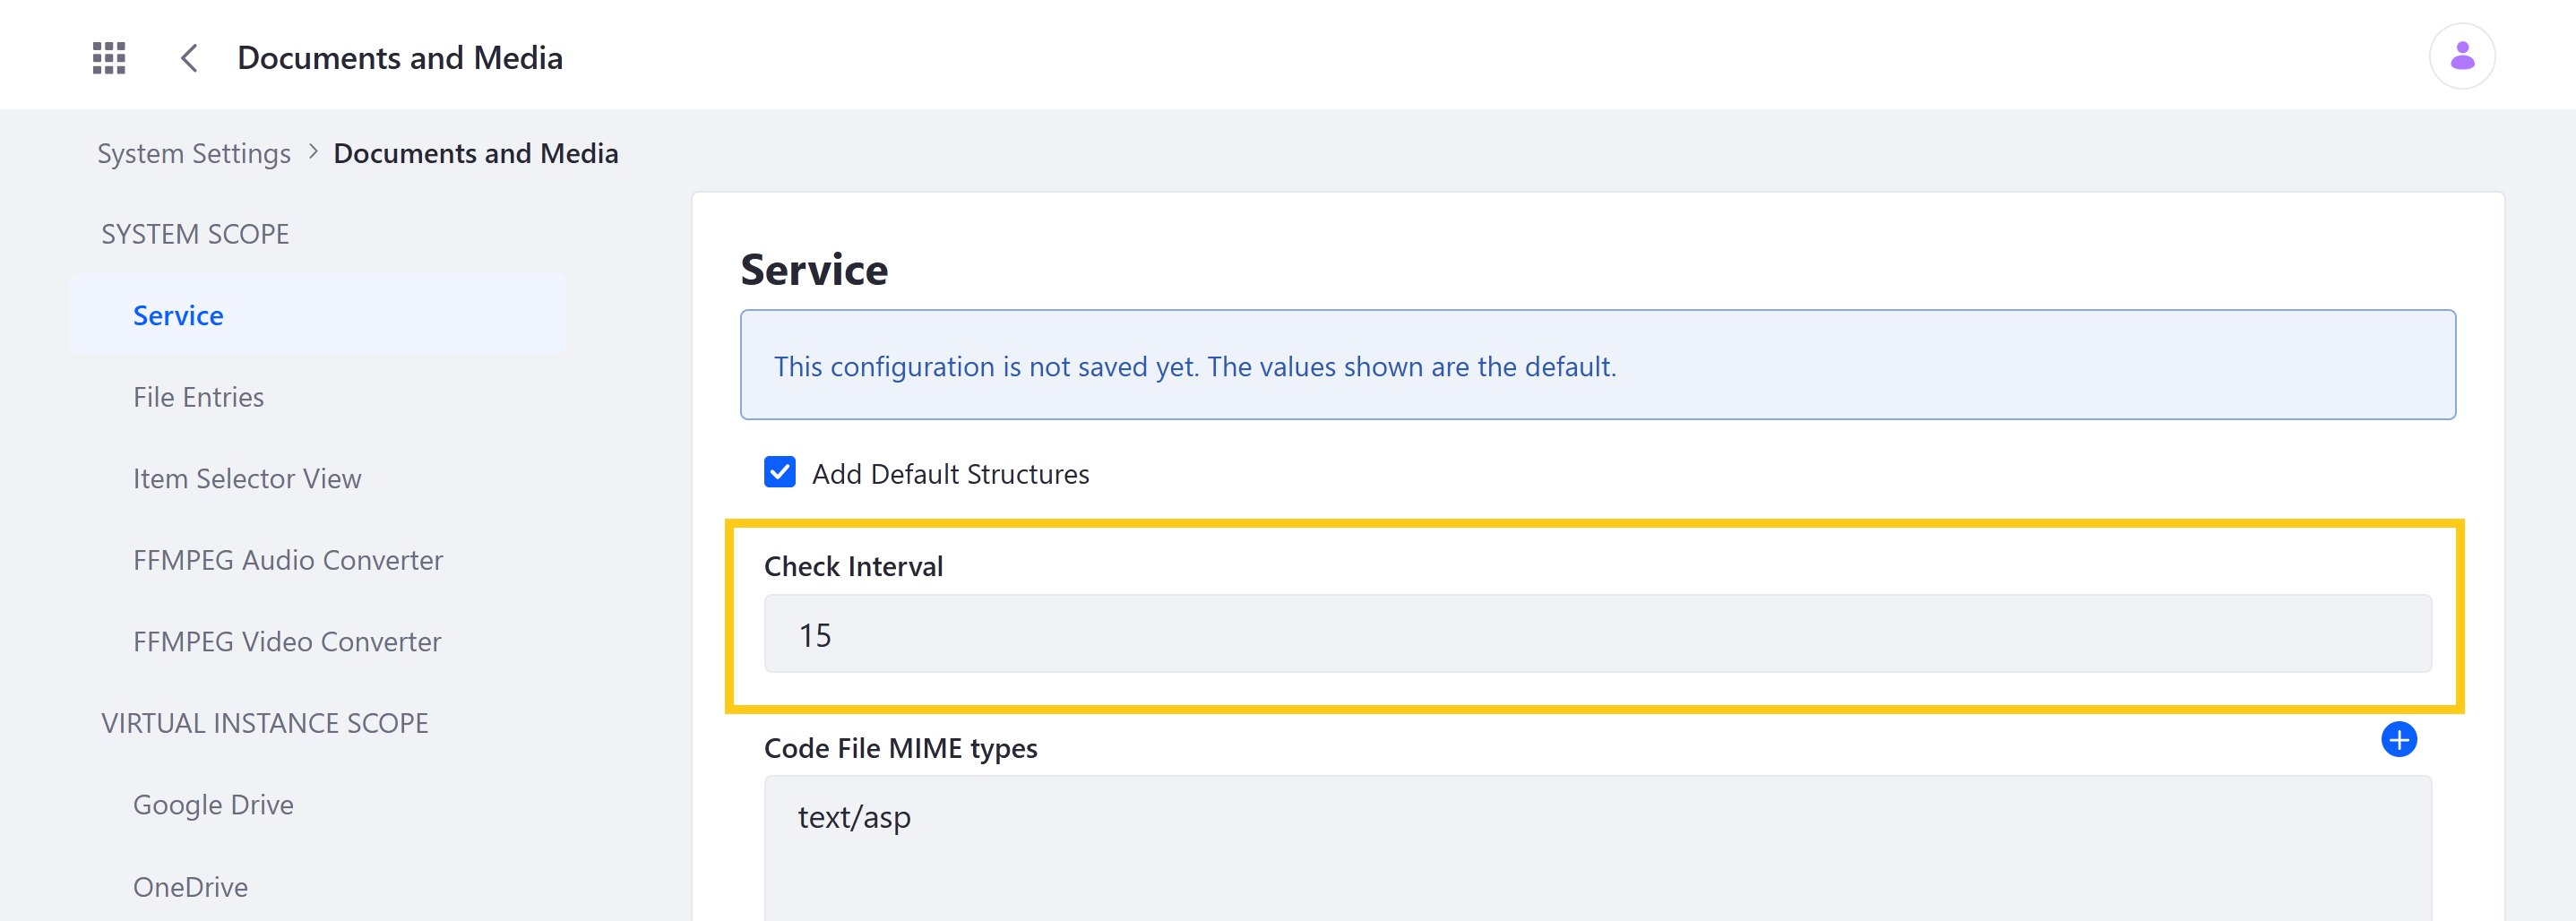 Documents and Media
System Settings > Documents and Media
SYSTEM SCOPE
Service
File Entries
Item Selector View
FFMPEG Audio Converter
FFMPEG Video Converter
VIRTUAL INSTANCE SCOPE
Google Drive
OneDrive
Service
This configuration is not saved yet. The values shown are the default.
Add Default Structures
Check Interval
15
Code File MIME types
text/asp